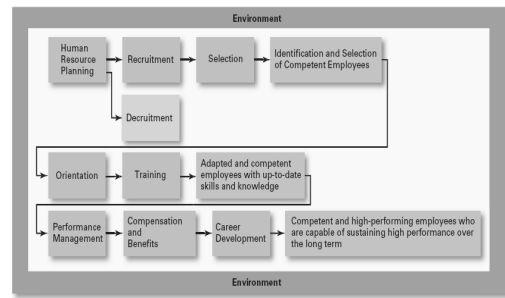 Environment
Human
Resource
Planning
Recruitment
Selection
Identification and Selection
of Competent Employees
Decruitment
Orientation
Training
Adapted and competent
employees with up-to-date
skills and knowledge
Performance
Management
Compensation
and
Benefits
Career
Development
Competent and high-performing employees who
are capable of sustaining high performance over
the long term
Environment